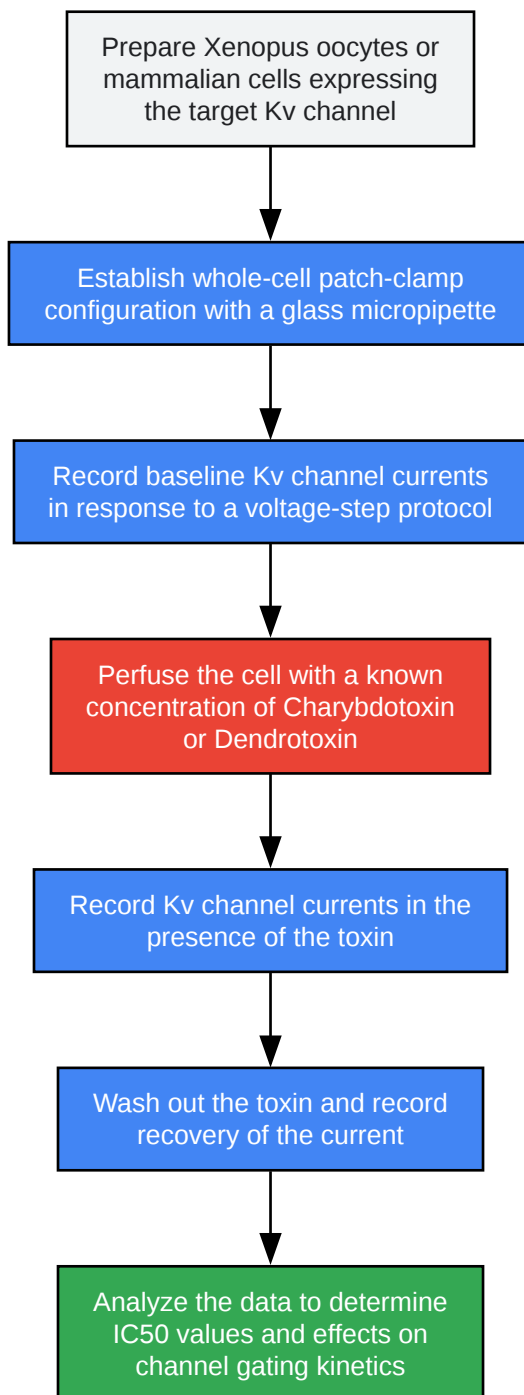 Prepare Xenopus oocytes or
mammalian cells expressing
the target Kv channel
Establish whole-cell patch-clamp
configuration with a glass micropipette
Record baseline Kv channel currents
in response to a voltage-step protocol
Perfuse the cell with a known
concentration of Charybdotoxin
or Dendrotoxin
Record Kv channel currents in the
presence of the toxin
Wash out the toxin and record
recovery of the current
Analyze the data to determine
IC50 values and effects on
channel gating kinetics